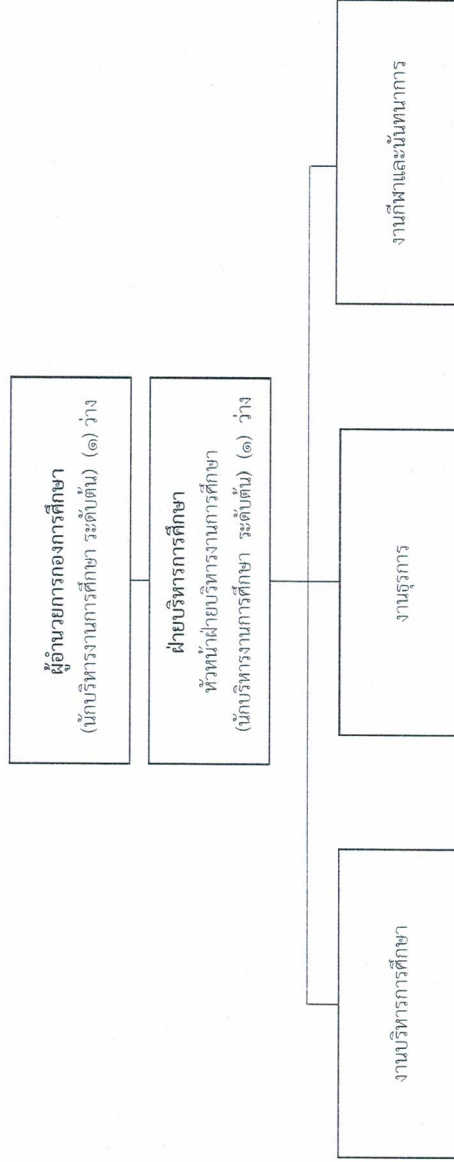 ผู้อำนวยการกองการศึกษา
(นักบริหารงานการศึกษา ระดับต้น) (๑) ว่าง
ฝ่ายบริหารการศึกษา
หัวหน้าฝ่ายบริหารงานการศึกษา
(นักบริหารงานการศึกษา ระดับต้น) (๑) ว่าง
งานบริหารการศึกษา
งานธุรการ
งานกีฬาและนันทนาการ